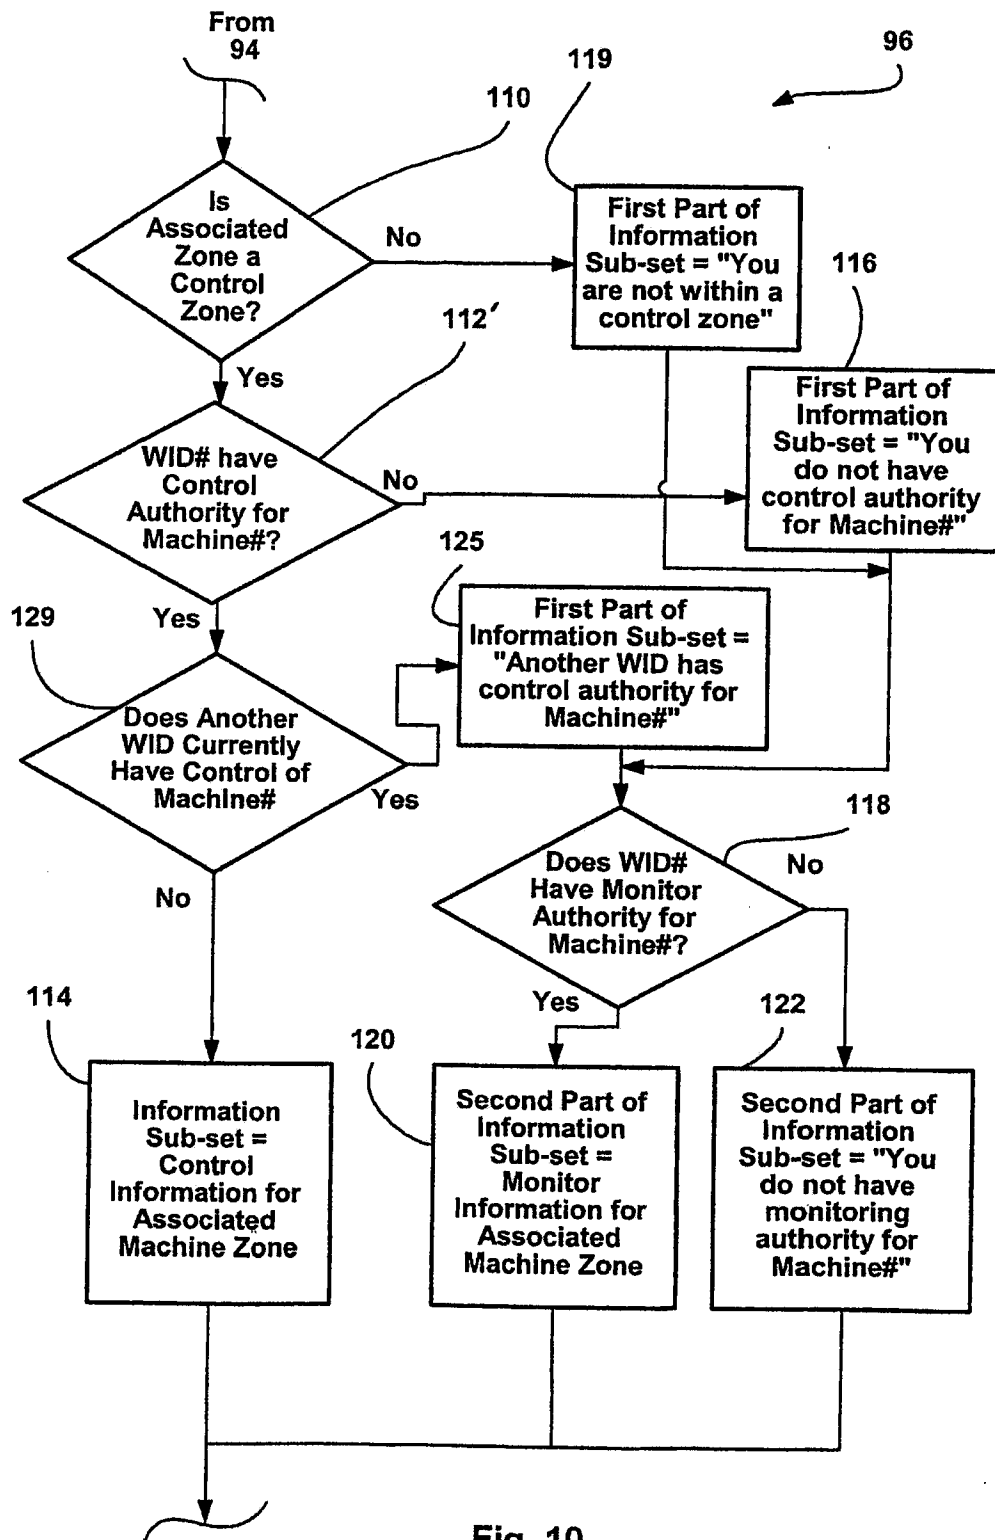 From
94
96
119
110
Is
Associated
Zone a
Control
Zone?
No
First Part of
Information
Sub-set = "You
are not within a
control zone"
116
112'
Yes
First Part of
Information
Sub-set = "You
do not have
control authority
for Machine#"
WID# have
Control
Authority for
Machine#?
No
125
Yes
129
First Part of
Information Sub-set =
"Another WID has
control authority for
Machine#"
Does Another
WID Currently
Have Control of
Machine#
Yes
118
Does WID#
Have Monitor
Authority for
Machine#?
No
No
Yes
114
120
122
Information
Sub-set =
Control
Information for
Associated
Machine Zone
Second Part of
Information
Sub-set =
Monitor
Information for
Associated
Machine Zone
Second Part of
Information
Sub-set = "You
do not have
monitoring
authority for
Machine#"
Fig. 10